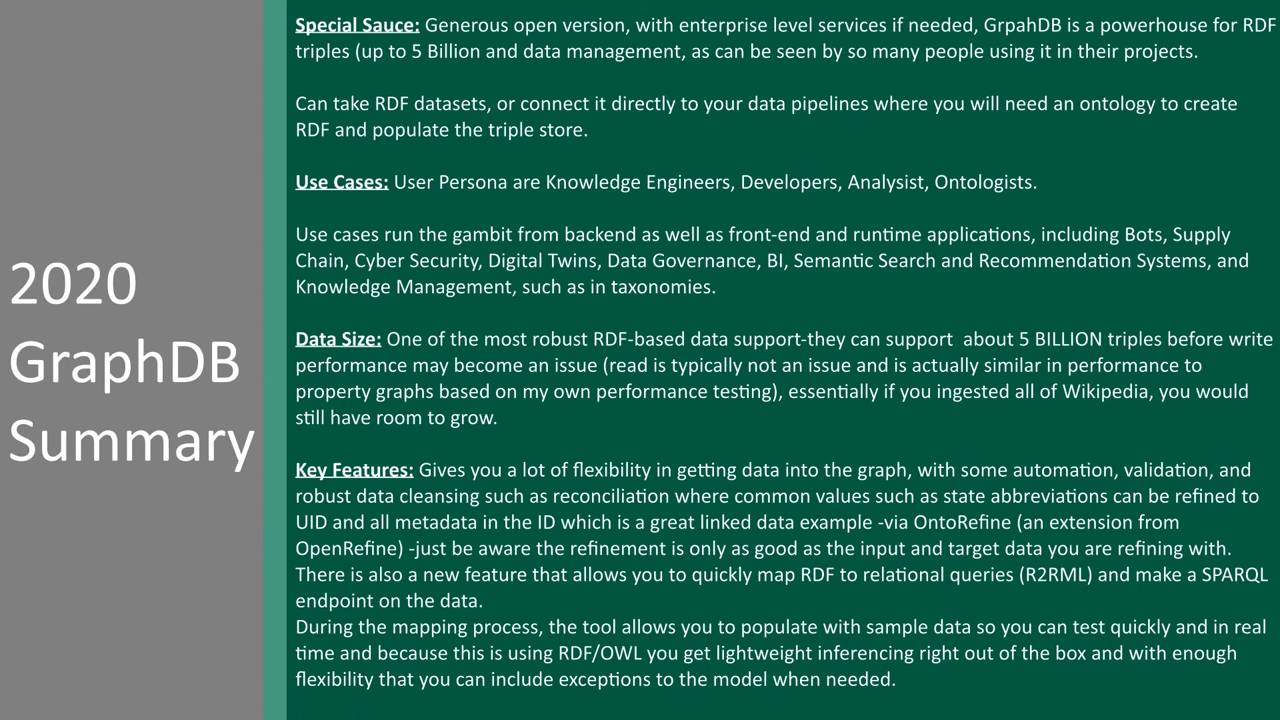 2020
GraphDB
Summary
Special Sauce: Generous open version, with enterprise level services if needed, GrpahDB is a powerhouse for RDF
triples (up to 5 Billion and data management, as can be seen by so many people using it in their projects.
Can take RDF datasets, or connect it directly to your data pipelines where you will need an ontology to create
RDF and populate the triple store.
Use Cases: User Persona are Knowledge Engineers, Developers, Analysist, Ontologists.
Use cases run the gambit from backend as well as front-end and runtime applications, including Bots, Supply
Chain, Cyber Security, Digital Twins, Data Governance, BI, Semantic Search and Recommendation Systems, and
Knowledge Management, such as in taxonomies.
Data Size: One of the most robust RDF-based data support-they can support  about 5 BILLION triples before write
performance may become an issue (read is typically not an issue and is actually similar in performance to
property graphs based on my own performance testing), essentially if you ingested all of Wikipedia, you would
still have room to grow.
Key Features: Gives you a lot of flexibility in getting data into the graph, with some automation, validation, and
robust data cleansing such as reconciliation where common values such as state abbreviations can be refined to
UID and all metadata in the ID which is a great linked data example -via OntoRefine (an extension from
OpenRefine) -just be aware the refinement is only as good as the input and target data you are refining with.
There is also a new feature that allows you to quickly map RDF to relational queries (R2RML) and make a SPARQL
endpoint on the data.
During the mapping process, the tool allows you to populate with sample data so you can test quickly and in real
time and because this is using RDF/OWL you get lightweight inferencing right out of the box and with enough
flexibility that you can include exceptions to the model when needed.